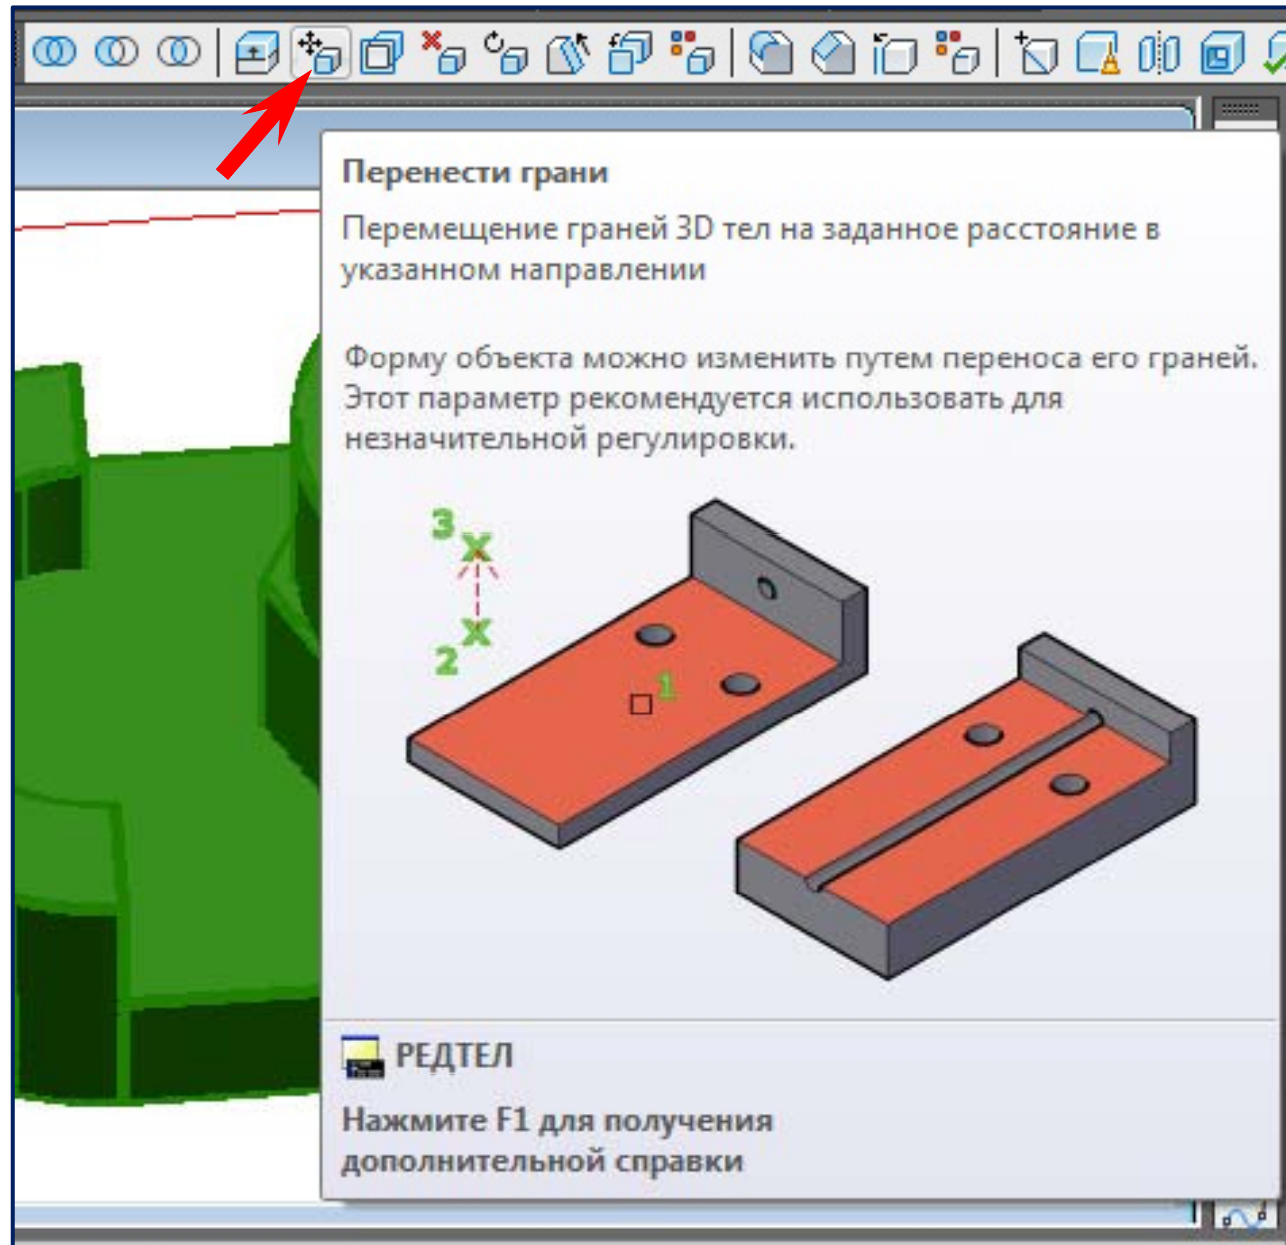 Перенести грани
Перемещение граней 3D тел на заданное расстояние в
указанном направлении
Форму объекта можно изменить путем переноса его граней.
Этот параметр рекомендуется использовать для
незначительной регулировки.
3
2
1
РЕДТЕЛ
Нажмите F1 для получения
дополнительной справки